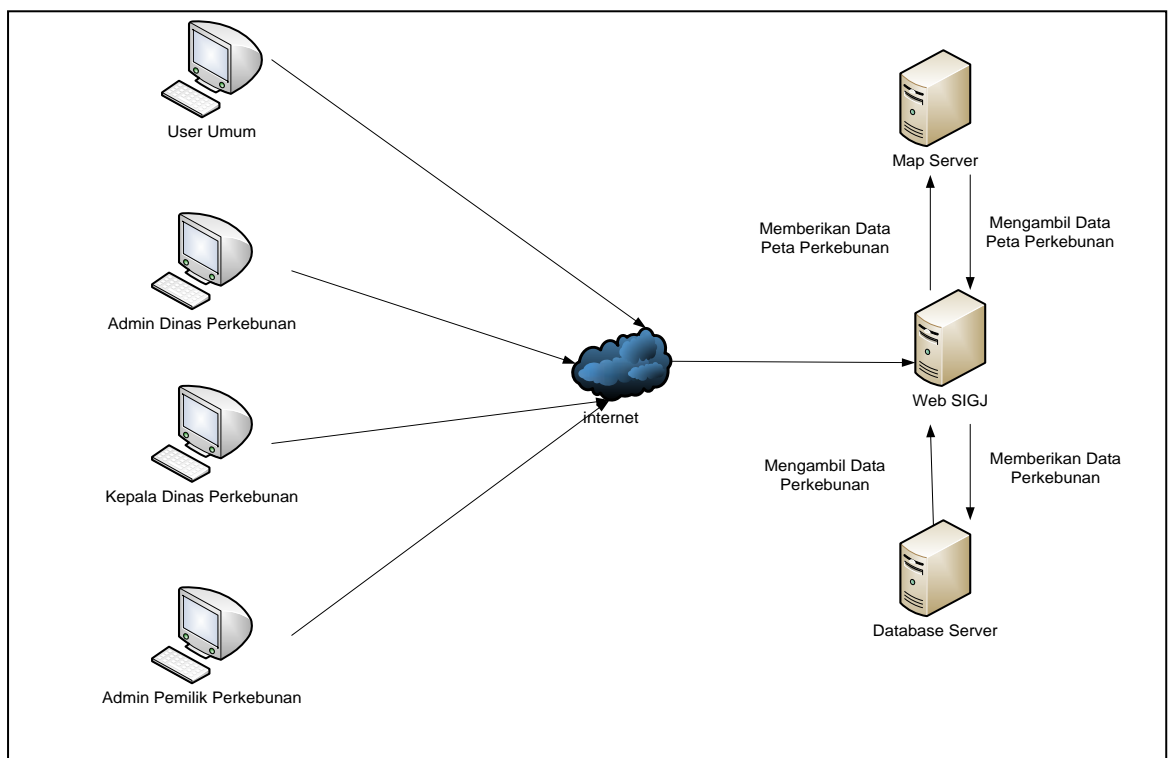 User Umum
Admin Dinas Perkebunan
Kepala Dinas Perkebunan
Admin Pemilik Perkebunan
internet
Map Server
Memberikan Data
Peta Perkebunan
Mengambil Data
Peta Perkebunan
Web SIGJ
Mengambil Data
Perkebunan
Memberikan Data
Perkebunan
Database Server